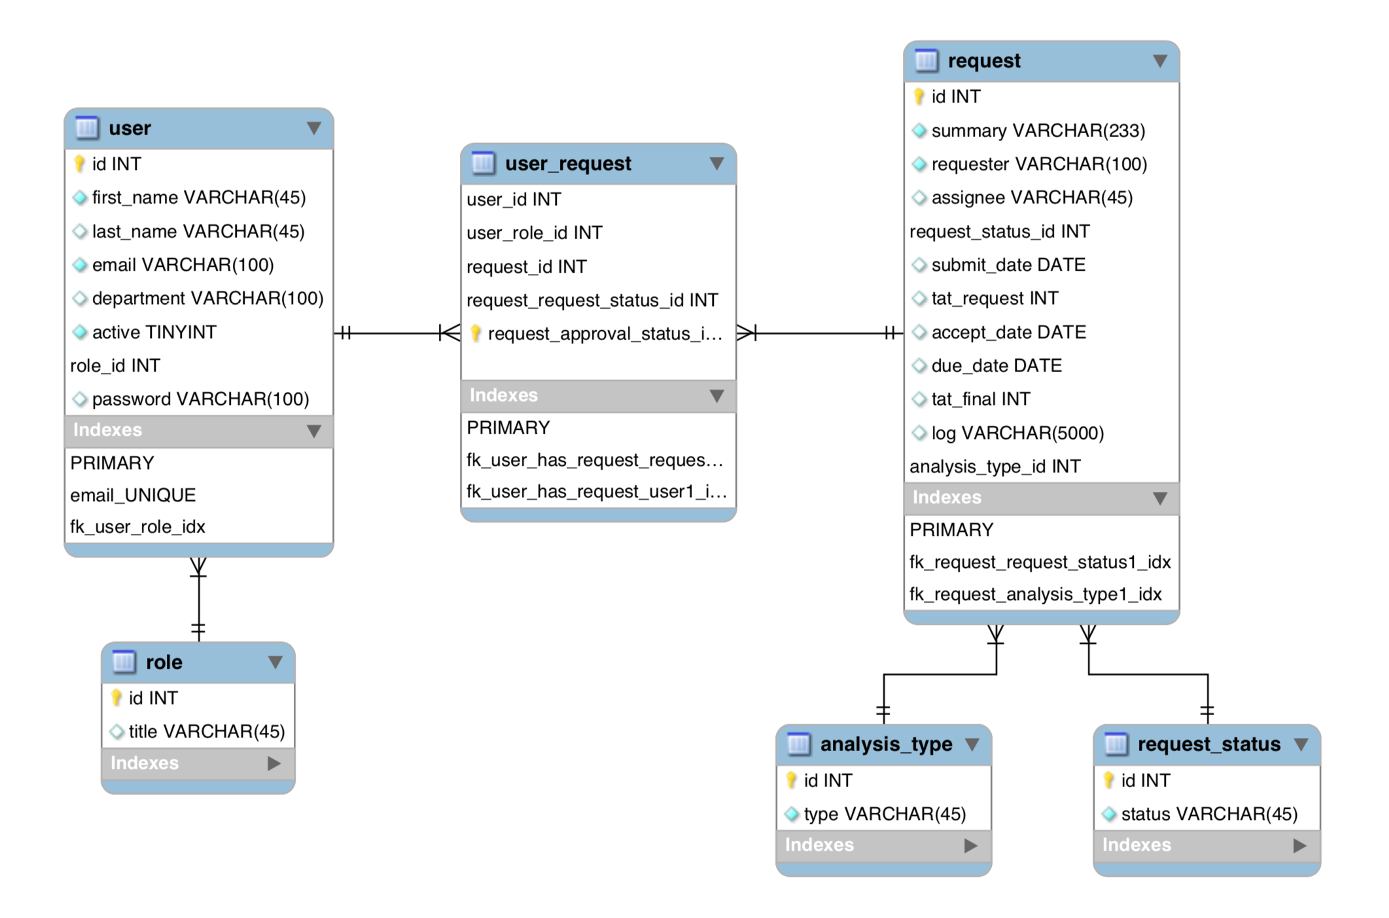 user
id INT
first_name VARCHAR(45)
last_name VARCHAR(45)
email VARCHAR(100)
department VARCHAR(100)
active TINYINT
role_id INT
password VARCHAR(100)
Indexes
PRIMARY
email_UNIQUE
fk_user_role_idx
role
id INT
title VARCHAR(45)
Indexes
user_request
user_id INT
user_role_id INT
request_id INT
request_request_status_id INT
request_approval_status_i...
Indexes
PRIMARY
fk_user_has_request_reques...
fk_user_has_request_user1_i...
request
id INT
summary VARCHAR(233)
requester VARCHAR(100)
assignee VARCHAR(45)
request_status_id INT
submit_date DATE
tat_request INT
accept_date DATE
due_date DATE
tat_final INT
log VARCHAR(5000)
analysis_type_id INT
Indexes
PRIMARY
fk_request_request_status1_idx
fk_request_analysis_type1_idx
analysis_type
id INT
type VARCHAR(45)
Indexes
request_status
id INT
status VARCHAR(45)
Indexes